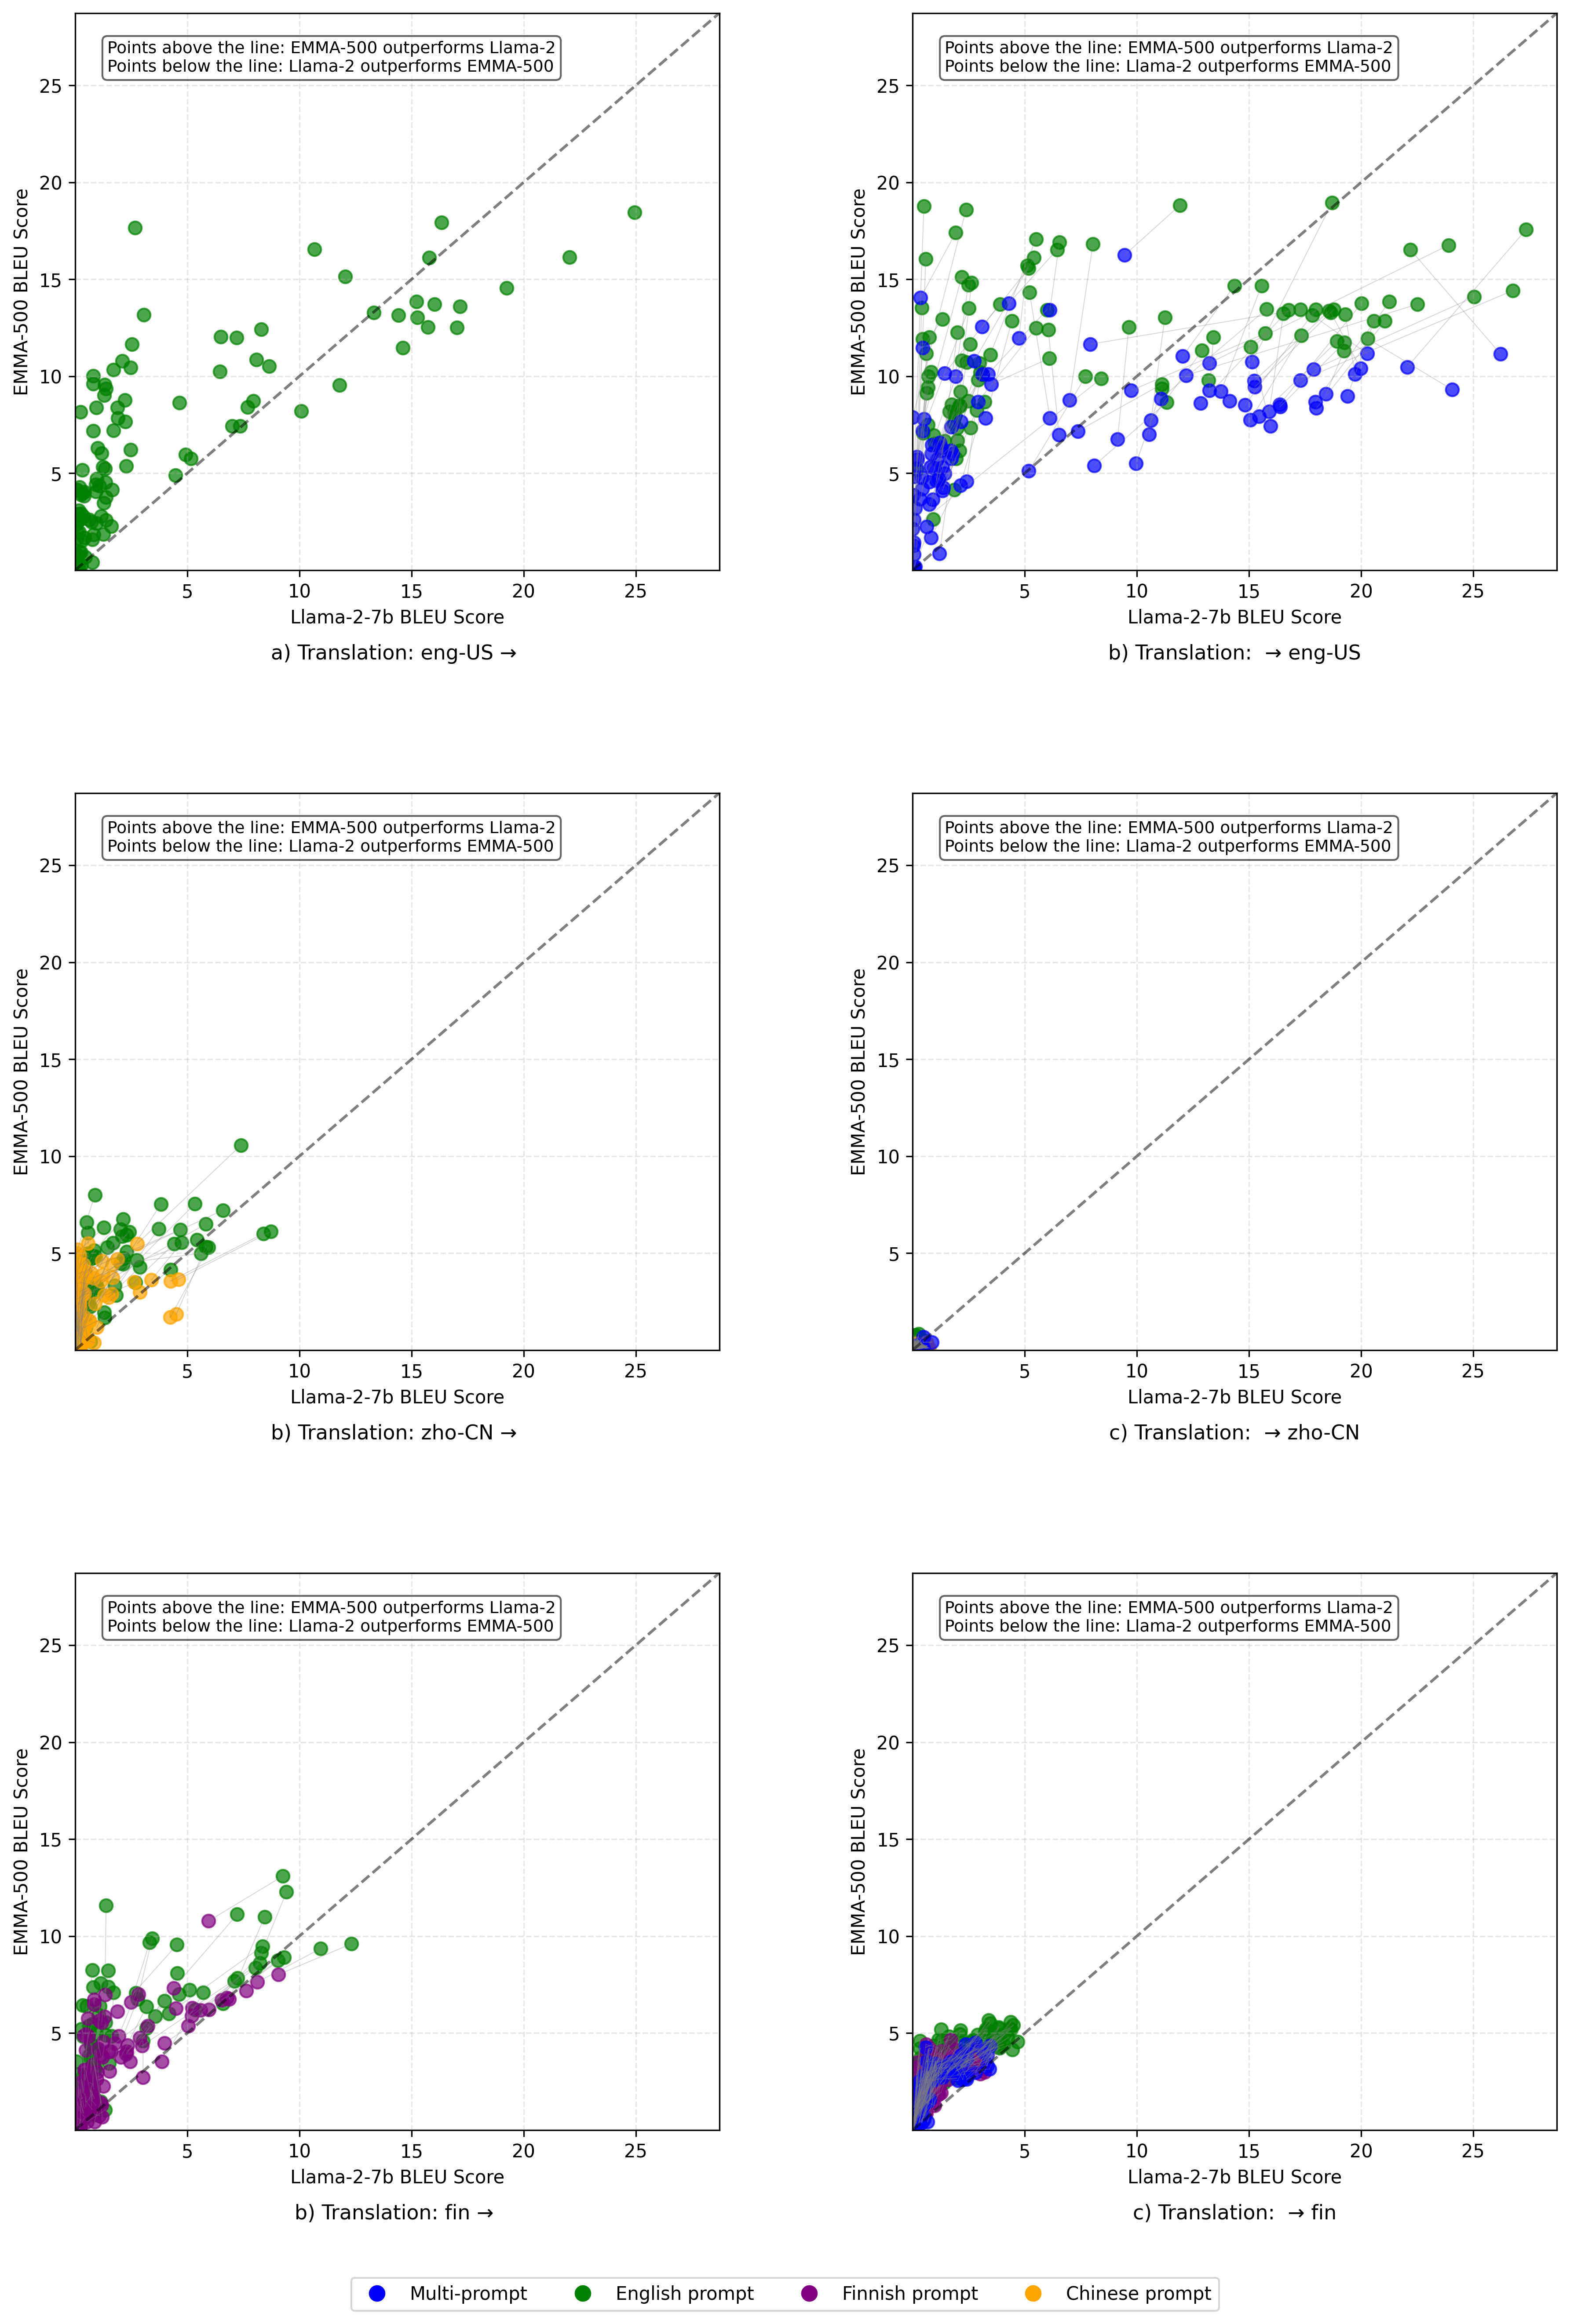 Points above the line: EMMA-500 outperforms Llama-2
Points below the line: Llama-2 outperforms EMMA-500
EMMA-500 BLEU Score
25
20
15
10
5
5 10 15 20 25
Llama-2-7b BLEU Score
a) Translation: eng-US →
Points above the line: EMMA-500 outperforms Llama-2
Points below the line: Llama-2 outperforms EMMA-500
EMMA-500 BLEU Score
25
20
15
10
5
5 10 15 20 25
Llama-2-7b BLEU Score
b) Translation: → eng-US
Points above the line: EMMA-500 outperforms Llama-2
Points below the line: Llama-2 outperforms EMMA-500
EMMA-500 BLEU Score
25
20
15
10
5
5 10 15 20 25
Llama-2-7b BLEU Score
b) Translation: zho-CN →
Points above the line: EMMA-500 outperforms Llama-2
Points below the line: Llama-2 outperforms EMMA-500
EMMA-500 BLEU Score
25
20
15
10
5
5 10 15 20 25
Llama-2-7b BLEU Score
c) Translation: → zho-CN
Points above the line: EMMA-500 outperforms Llama-2
Points below the line: Llama-2 outperforms EMMA-500
EMMA-500 BLEU Score
25
20
15
10
5
5 10 15 20 25
Llama-2-7b BLEU Score
b) Translation: fin →
Points above the line: EMMA-500 outperforms Llama-2
Points below the line: Llama-2 outperforms EMMA-500
EMMA-500 BLEU Score
25
20
15
10
5
5 10 15 20 25
Llama-2-7b BLEU Score
c) Translation: → fin
Multi-prompt English prompt Finnish prompt Chinese prompt